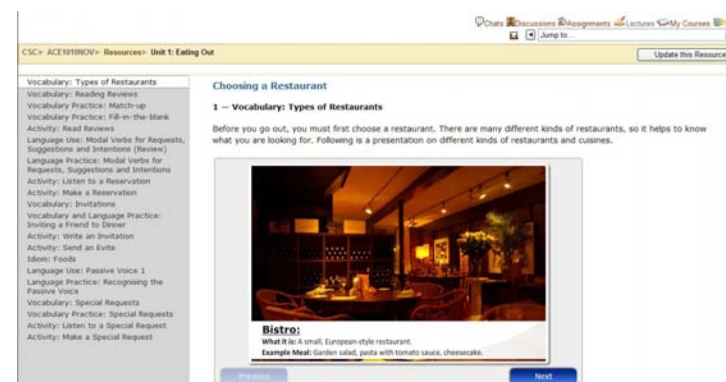 Chats Discussions Assignments Lectures My Courses
Jump to...
CSC» ACE1010NOV» Resources» Unit 1: Eating Out
Update this Resource
Vocabulary: Types of Restaurants
Vocabulary: Reading Reviews
Vocabulary Practice: Match-up
Vocabulary Practice: Fill-in-the-blank
Activity: Read Reviews
Language Use: Modal Verbs for Requests,
Suggestions and Intentions (Review)
Language Practice: Modal Verbs for
Requests, Suggestions and Intentions
Activity: Listen to a Reservation
Activity: Make a Reservation
Vocabulary: Invitations
Vocabulary and Language Practice:
Inviting a Friend to Dinner
Activity: Write an Invitation
Activity: Send an Evite
Idiom: Foods
Language Use: Passive Voice 1
Language Practice: Recognising the
Passive Voice
Vocabulary: Special Requests
Vocabulary Practice: Special Requests
Activity: Listen to a Special Request
Activity: Make a Special Request
Choosing a Restaurant
1 — Vocabulary: Types of Restaurants
Before you go out, you must first choose a restaurant. There are many different kinds of restaurants, so it helps to know
what you are looking for. Following is a presentation on different kinds of restaurants and cuisines.
Bistro:
What it is: A small, European-style restaurant.
Example Meal: Garden salad, pasta with tomato sauce, cheesecake.
Previous
Next